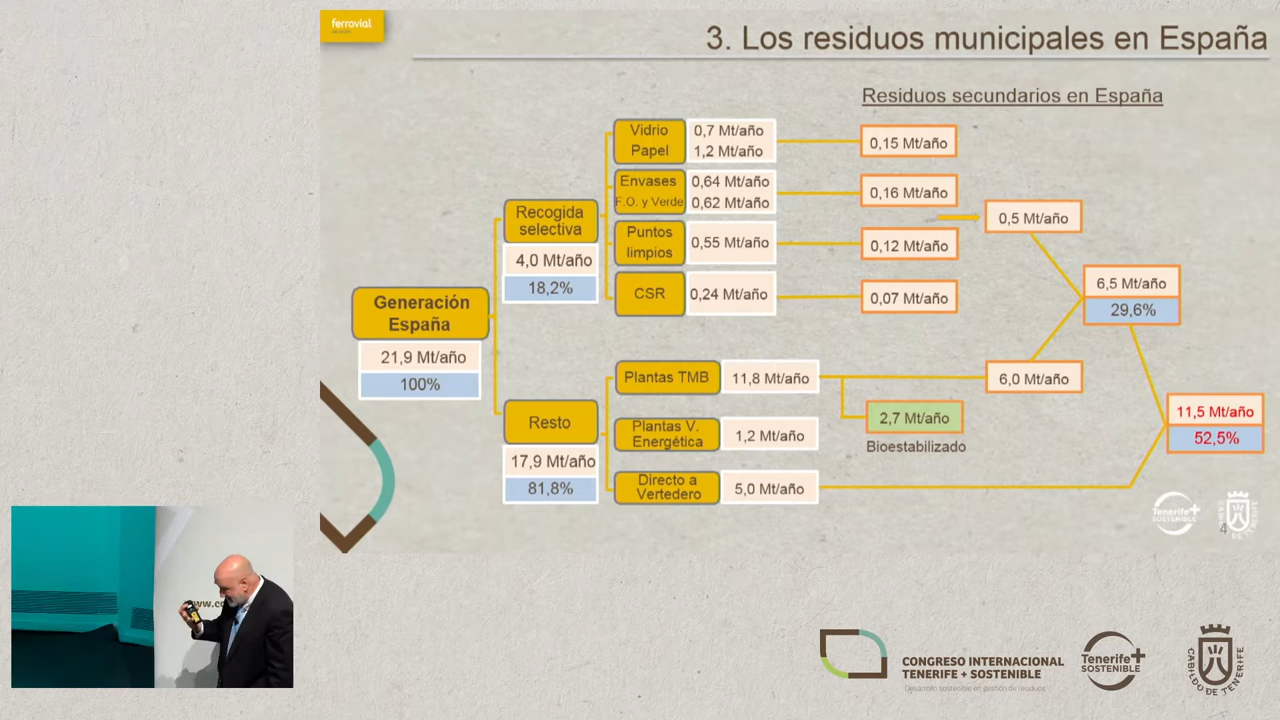 ferrovial
3. Los residuos municipales en España
Residuos secundarios en España
Vidrio
Papel
0,7 Mt/año
1,2 Mt/año
0,15 Mt/año
Envases
F.O. y Verde
0,64 Mt/año
0,62 Mt/año
0,16 Mt/año
Recogida
selectiva
4,0 Mt/año
18,2%
Puntos
limpios
0,55 Mt/año
0,12 Mt/año
0,5 Mt/año
CSR
0,24 Mt/año
0,07 Mt/año
6,5 Mt/año
29,6%
Generación
España
21,9 Mt/año
100%
Plantas TMB
11,8 Mt/año
6,0 Mt/año
2,7 Mt/año
Bioestabilizado
11,5 Mt/año
52,5%
Resto
17,9 Mt/año
81,8%
Plantas V.
Energética
1,2 Mt/año
Directo a
Vertedero
5,0 Mt/año
Tenerife+
SOSTENIBLE
4
CONGRESO INTERNACIONAL
TENERIFE + SOSTENIBLE
Desarrollo sostenible en gestión de residuos
Tenerife+
SOSTENIBLE
CABILDO DE TENERIFE